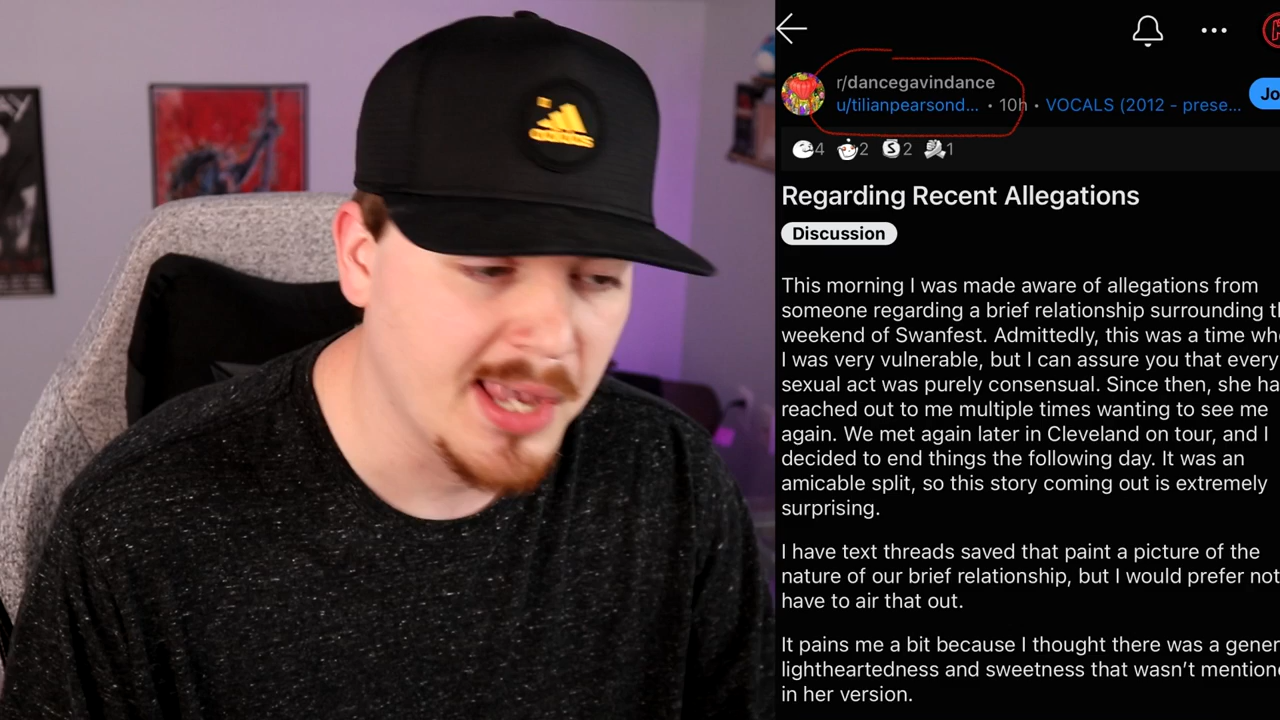 adidas
r/dancegavindance
u/tilianpearsond... • 10h • VOCALS (2012 - prese...
Jo
4 2 2 1
Regarding Recent Allegations
Discussion
This morning I was made aware of allegations from
someone regarding a brief relationship surrounding t
weekend of Swanfest. Admittedly, this was a time wh
I was very vulnerable, but I can assure you that every
sexual act was purely consensual. Since then, she ha
reached out to me multiple times wanting to see me
again. We met again later in Cleveland on tour, and I
decided to end things the following day. It was an
amicable split, so this story coming out is extremely
surprising.
I have text threads saved that paint a picture of the
nature of our brief relationship, but I would prefer not
have to air that out.
It pains me a bit because I thought there was a gener
lightheartedness and sweetness that wasn’t mention
in her version.